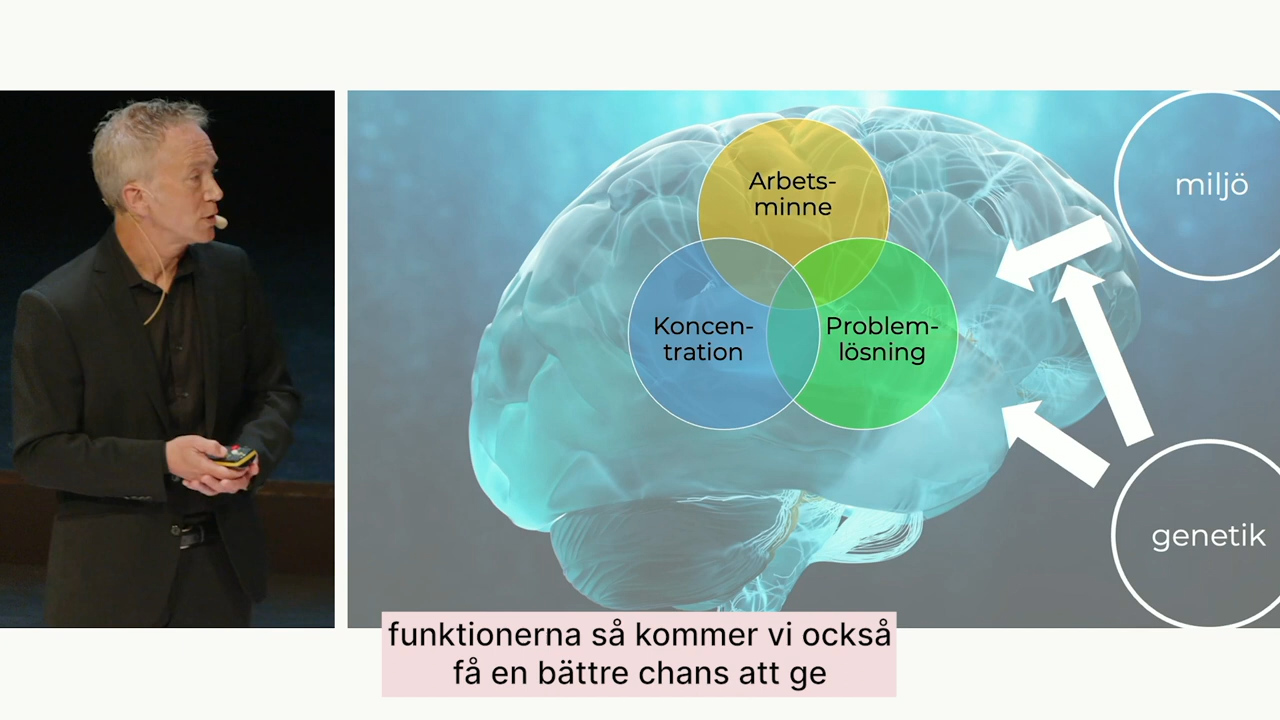 Arbets-
minne
miljö
Koncen-
tration
Problem-
lösning
genetik
funktionerna så kommer vi också
få en bättre chans att ge